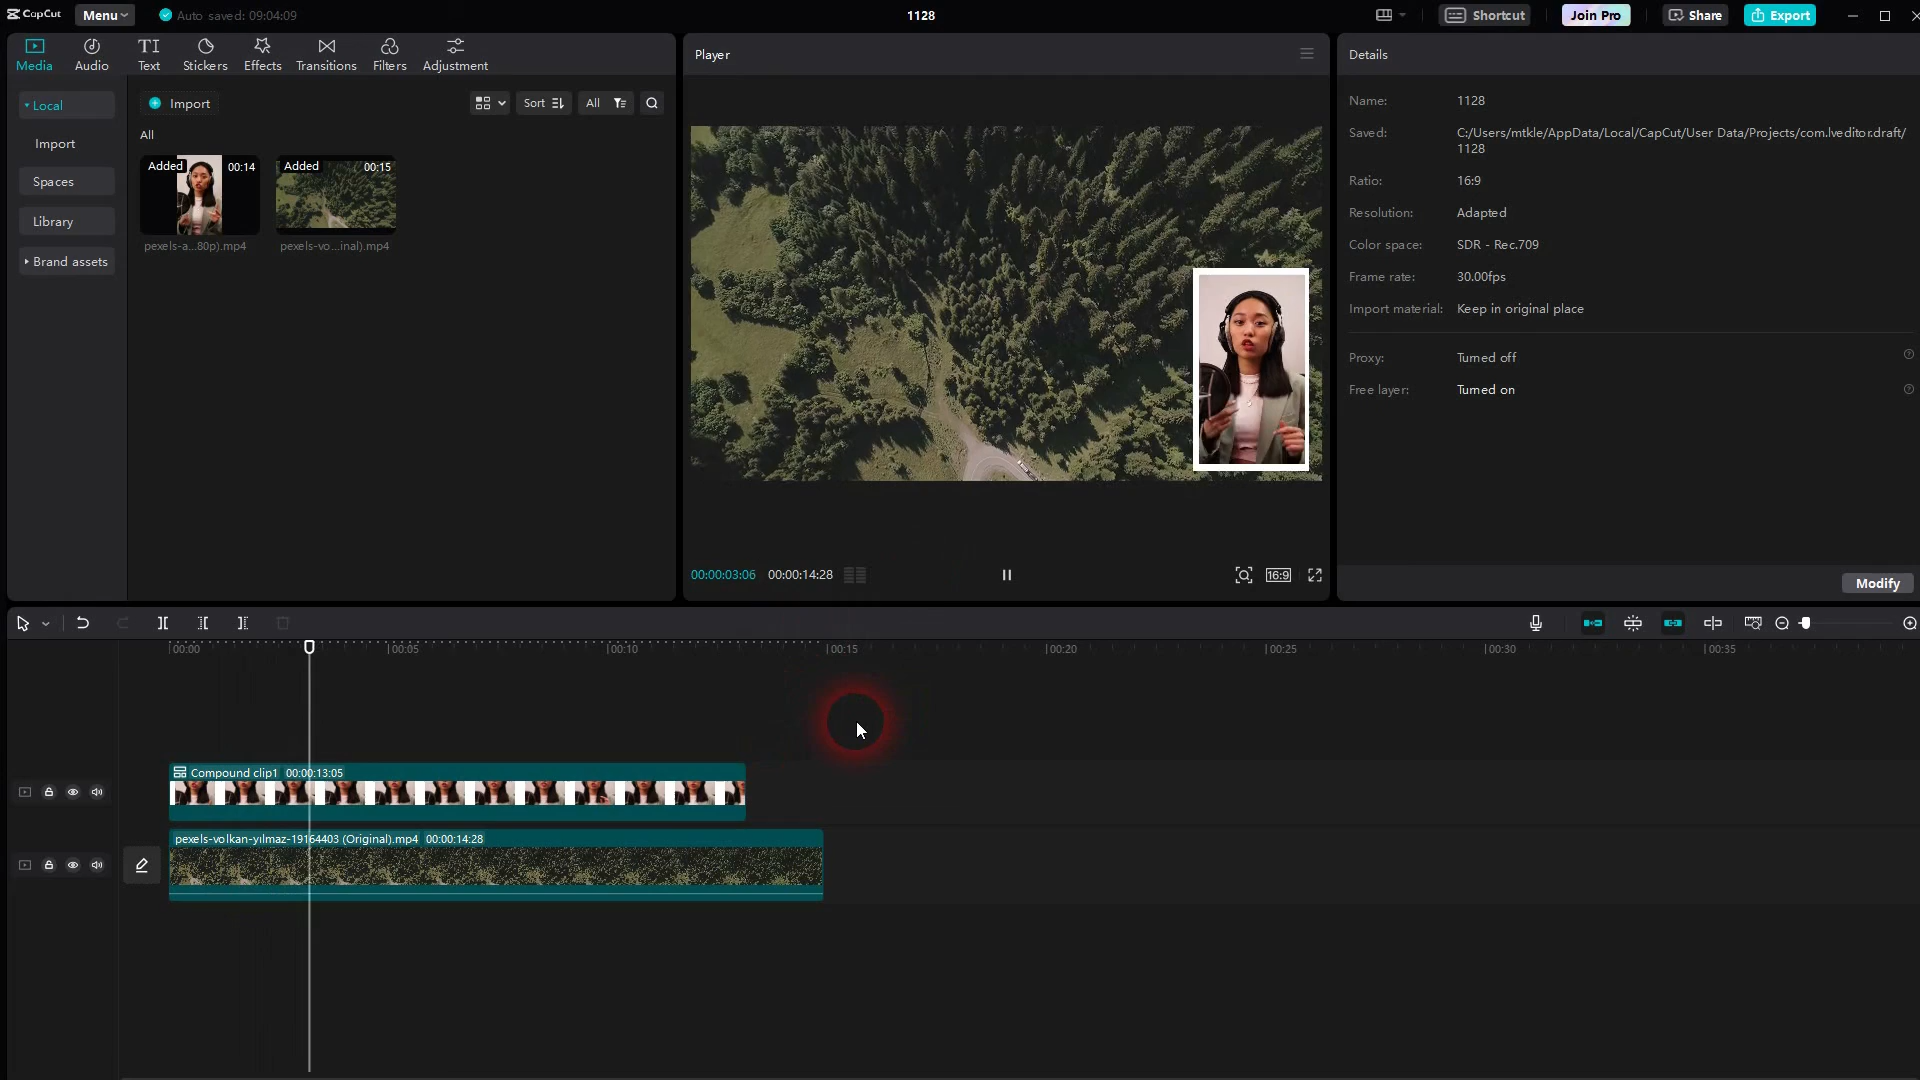 CapCut
Menu
Auto saved: 09:04:09
1128
Shortcut
Join Pro
Share
Export
Media
Audio
TI
Text
Stickers
Effects
Transitions
Filters
Adjustment
Local
Import
Spaces
Library
Brand assets
Import
Sort
All
All
Added 00:14
pexels-a...80p).mp4
Added 00:15
pexels-vo...inal).mp4
Player
00:00:03:06 00:00:14:28
16:9
Details
Name: 1128
Saved: C:/Users/mtkle/AppData/Local/CapCut/User Data/Projects/com.lveditor.draft/
1128
Ratio: 16:9
Resolution: Adapted
Color space: SDR - Rec.709
Frame rate: 30.00fps
Import material: Keep in original place
Proxy: Turned off
Free layer: Turned on
Modify
00:00 00:05 00:10 00:15 00:20 00:25 00:30 00:35
Compound clip1 00:00:13:05
pexels-volkan-yılmaz-19164403 (Original).mp4 00:00:14:28